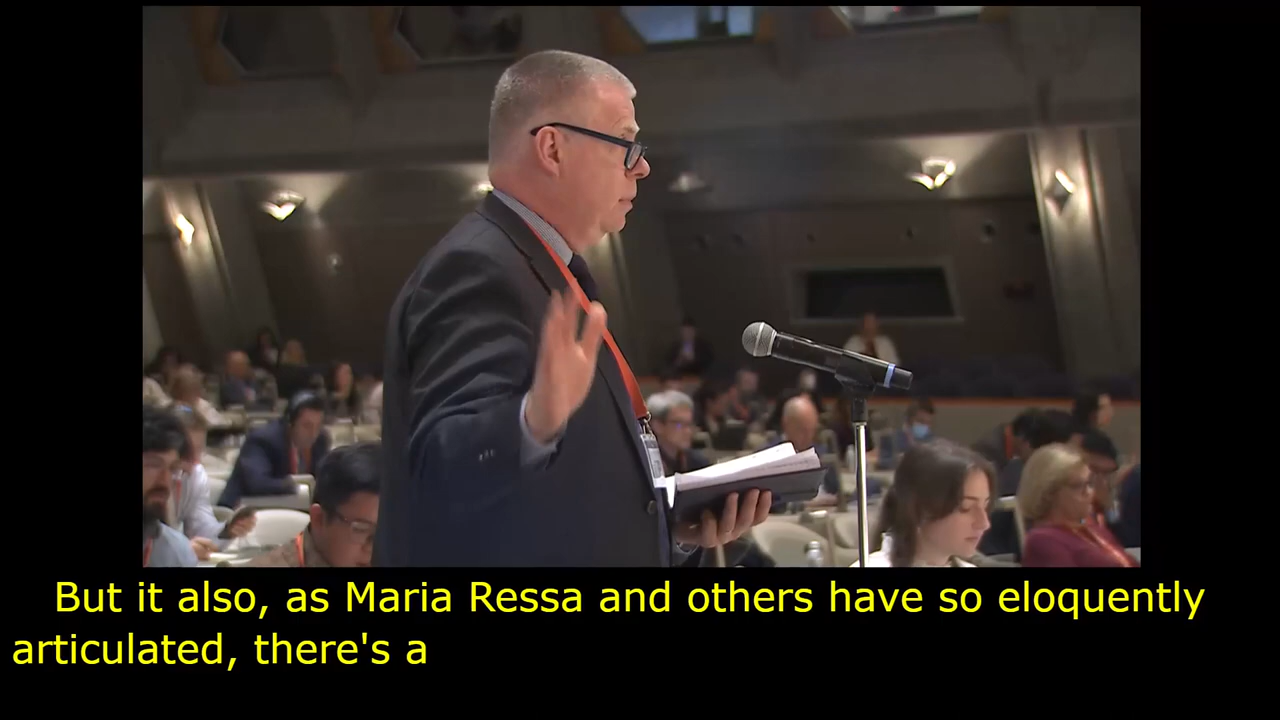 But it also, as Maria Ressa and others have so eloquently
articulated, there's a